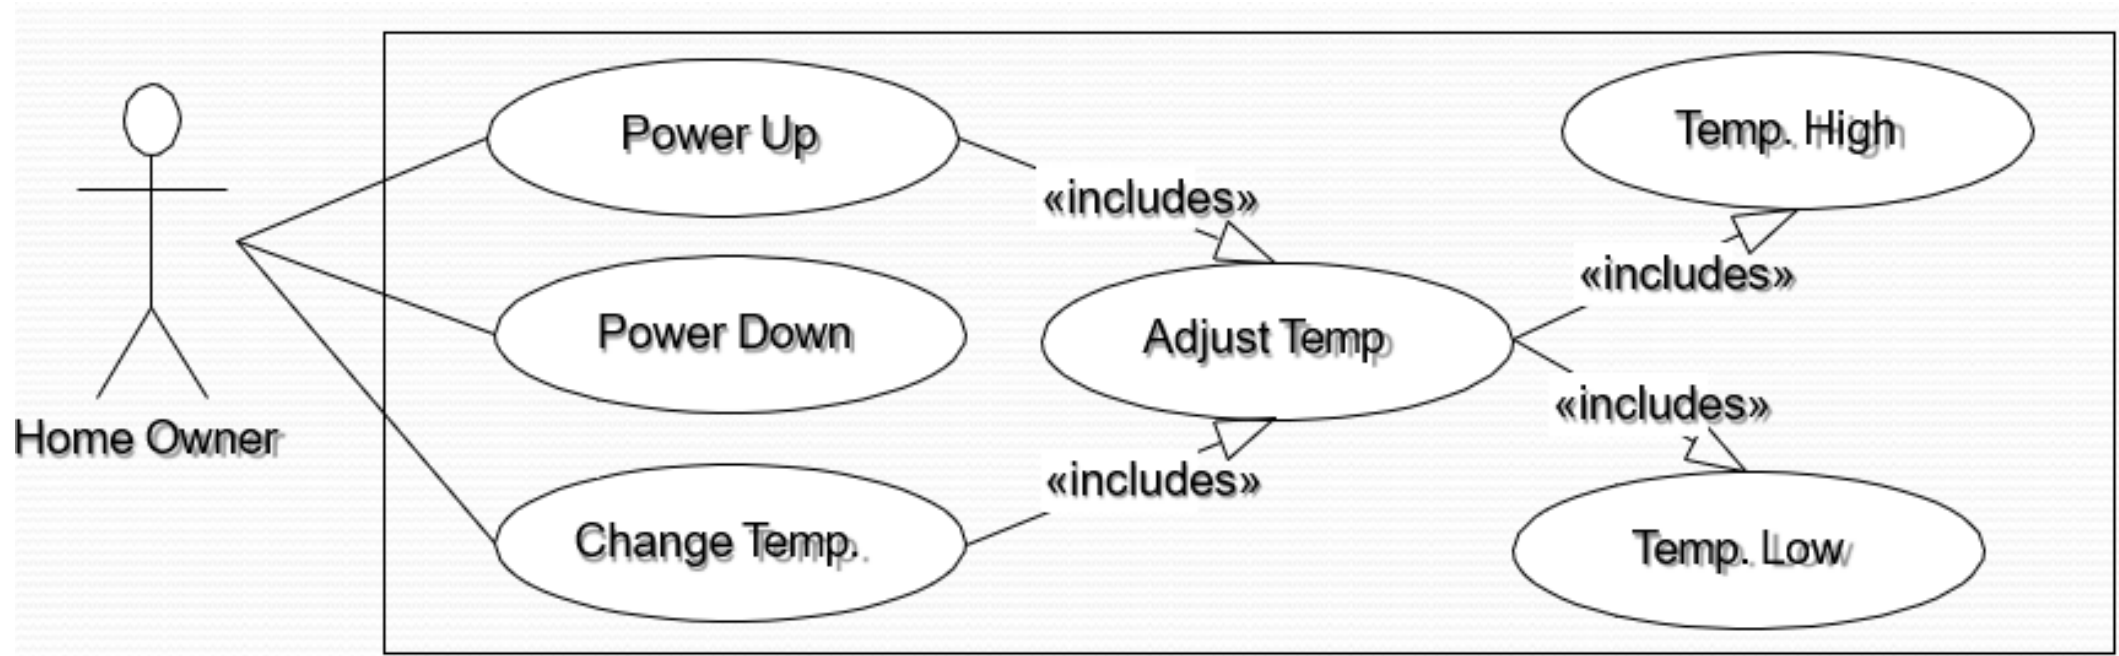 Power Up
Temp. High
«includes»
«includes»
Power Down
Adjust Temp
«includes»
Home Owner
«includes»
Change Temp.
Temp. Low